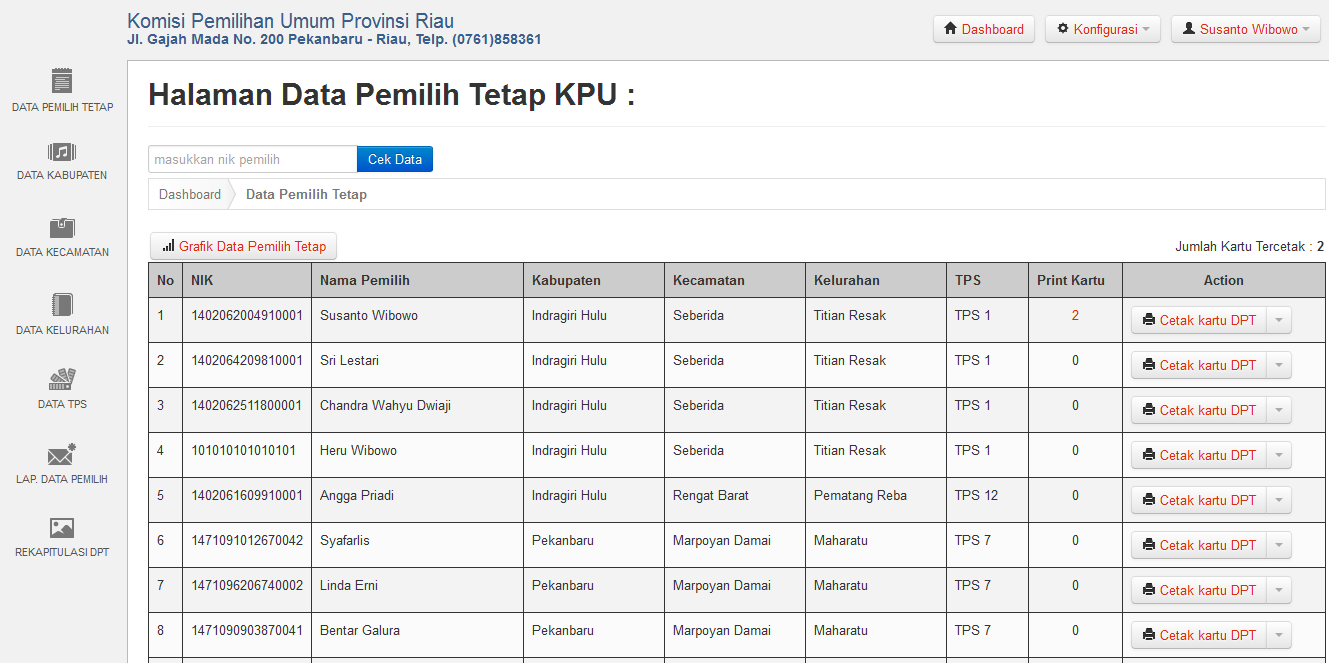 Komisi Pemilihan Umum Provinsi Riau
Jl. Gajah Mada No. 200 Pekanbaru - Riau, Telp. (0761)858361
Dashboard Konfigurasi Susanto Wibowo
DATA PEMILIH TETAP
DATA KABUPATEN
DATA KECAMATAN
DATA KELURAHAN
DATA TPS
LAP. DATA PEMILIH
REKAPITULASI DPT
Halaman Data Pemilih Tetap KPU :
masukkan nik pemilih Cek Data
Dashboard Data Pemilih Tetap
Grafik Data Pemilih Tetap Jumlah Kartu Tercetak : 2
No NIK Nama Pemilih Kabupaten Kecamatan Kelurahan TPS Print Kartu Action
1 1402062004910001 Susanto Wibowo Indragiri Hulu Seberida Titian Resak TPS 1 2 Cetak kartu DPT
2 1402064209810001 Sri Lestari Indragiri Hulu Seberida Titian Resak TPS 1 0 Cetak kartu DPT
3 1402062511800001 Chandra Wahyu Dwiaji Indragiri Hulu Seberida Titian Resak TPS 1 0 Cetak kartu DPT
4 101010101010101 Heru Wibowo Indragiri Hulu Seberida Titian Resak TPS 1 0 Cetak kartu DPT
5 1402061609910001 Angga Priadi Indragiri Hulu Rengat Barat Pematang Reba TPS 12 0 Cetak kartu DPT
6 1471091012670042 Syafarlis Pekanbaru Marpoyan Damai Maharatu TPS 7 0 Cetak kartu DPT
7 1471096206740002 Linda Erni Pekanbaru Marpoyan Damai Maharatu TPS 7 0 Cetak kartu DPT
8 1471090903870041 Bentar Galura Pekanbaru Marpoyan Damai Maharatu TPS 7 0 Cetak kartu DPT